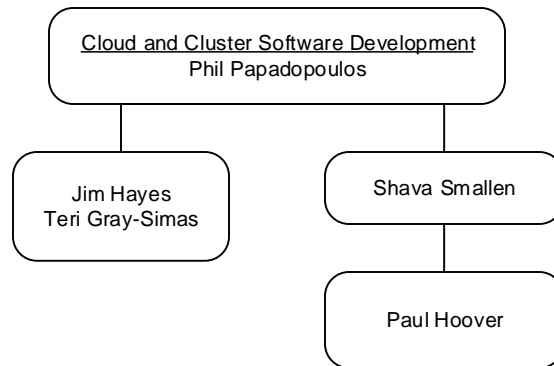 Cloud and Cluster Software Development
Phil Papadopoulos
Jim Hayes
Teri Gray-Simas
Shava Smallen
Paul Hoover